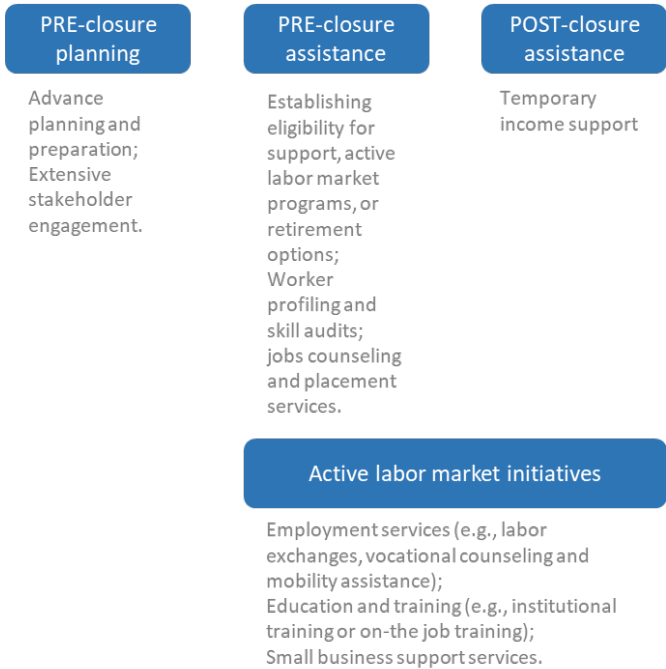 PRE-closure
planning
Advance
planning and
preparation;
Extensive
stakeholder
engagement.
PRE-closure
assistance
Establishing
eligibility for
support, active
labor market
programs, or
retirement
options;
Worker
profiling and
skill audits;
jobs counseling
and placement
services.
POST-closure
assistance
Temporary
income support
Active labor market initiatives
Employment services (e.g., labor
exchanges, vocational counseling and
mobility assistance);
Education and training (e.g., institutional
training or on-the job training);
Small business support services.